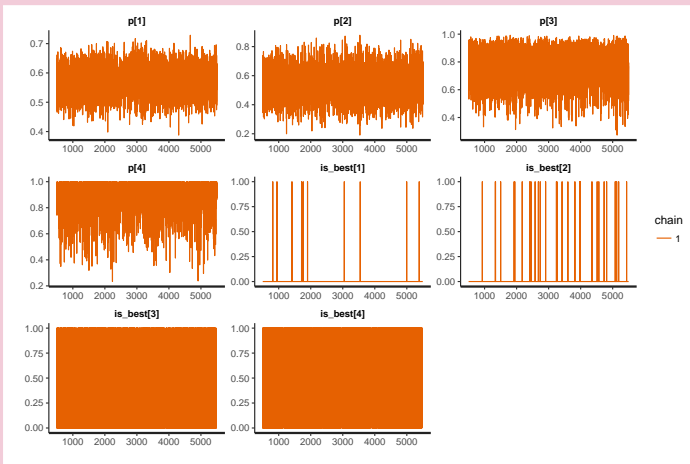 p[1] p[2] p[3]
0.7 0.8 1.0
0.6 0.6 0.8
0.5 0.4 0.6
0.4 0.2 0.4
1000 2000 3000 4000 5000 1000 2000 3000 4000 5000 1000 2000 3000 4000 5000
p[4] is_best[1] is_best[2]
1.0 1.00 1.00
0.8 0.75 0.75
0.6 0.50 0.50
0.4 0.25 0.25
0.2 0.00 0.00
1000 2000 3000 4000 5000 1000 2000 3000 4000 5000 1000 2000 3000 4000 5000
chain
1
is_best[3] is_best[4]
1.00 1.00
0.75 0.75
0.50 0.50
0.25 0.25
0.00 0.00
1000 2000 3000 4000 5000 1000 2000 3000 4000 5000